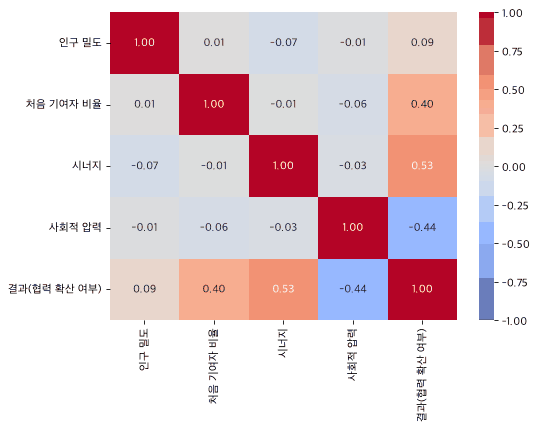 인구 밀도 1.00 0.01 -0.07 -0.01 0.09
처음 기여자 비율 0.01 1.00 -0.01 -0.06 0.40
시너지 -0.07 -0.01 1.00 -0.03 0.53
사회적 압력 -0.01 -0.06 -0.03 1.00 -0.44
결과(협력 확산 여부) 0.09 0.40 0.53 -0.44 1.00
인구 밀도
처음 기여자 비율
시너지
사회적 압력
결과(협력 확산 여부)
1.00
0.75
0.50
0.25
0.00
-0.25
-0.50
-0.75
-1.00